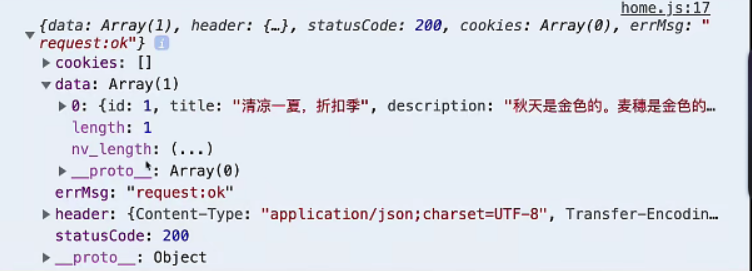 home.js:17
{data: Array(1), header: {…}, statusCode: 200, cookies: Array(0), errMsg: "
request:ok"}
cookies: []
data: Array(1)
0: {id: 1, title: "清凉一夏，折扣季", description: "秋天是金色的。麦穗是金色的…
length: 1
nv_length: (...)
__proto__: Array(0)
errMsg: "request:ok"
header: {Content-Type: "application/json;charset=UTF-8", Transfer-Encodin…
statusCode: 200
__proto__: Object